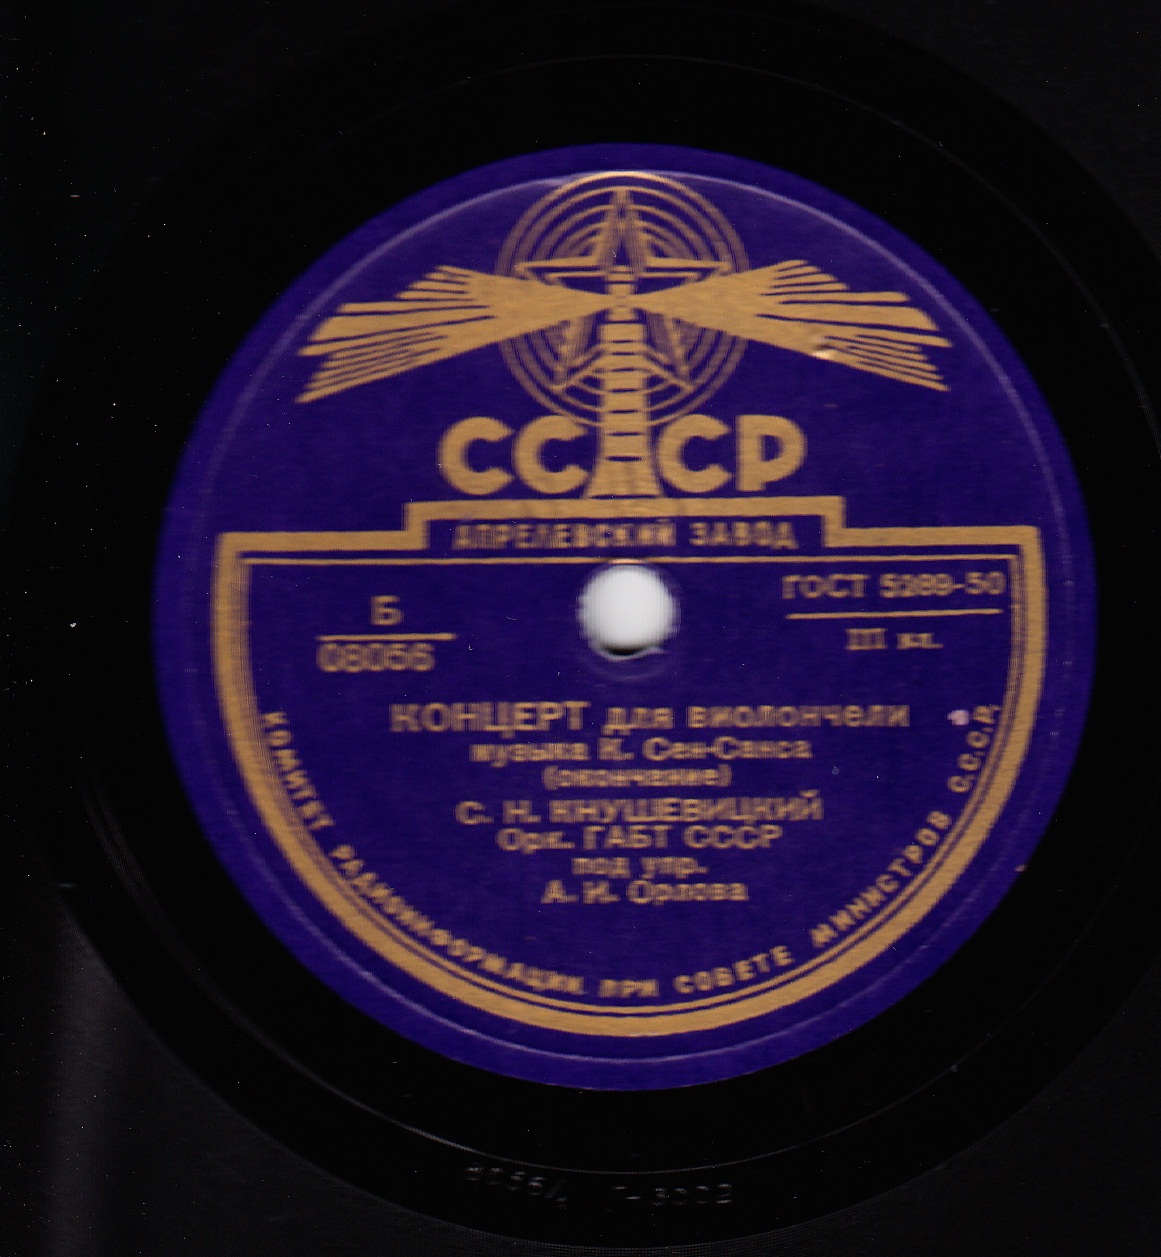 СССР
АПРЕЛЕВСКИЙ ЗАВОД
Б
08056
ГОСТ 5289-50
III кл.
КОНЦЕРТ для виолончели
музыка К. Сен-Санса
(окончание)
С. Н. КНУШЕВИЦКИЙ
Орк. ГАБТ СССР
под упр.
А. И. Орлова
КОМИТЕТ РАДИОИНФОРМАЦИИ ПРИ СОВЕТЕ МИНИСТРОВ С.С.С.Р.